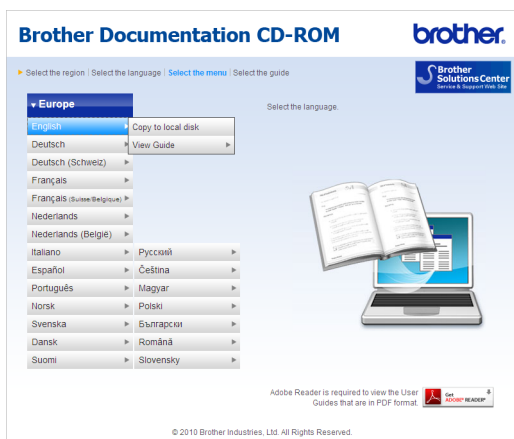 Brother Documentation CD-ROM
brother.
Select the region | Select the language | Select the menu | Select the guide
Brother
SolutionsCenter
Service & Support Web Site
Europe
Select the language.
English
Copy to local disk
Deutsch
View Guide
Deutsch (Schweiz)
Français
Français (Suisse/Belgique)
Nederlands
Nederlands (België)
Italiano
Русский
Español
Čeština
Português
Magyar
Norsk
Polski
Svenska
Български
Dansk
Română
Suomi
Slovensky
Adobe Reader is required to view the User
Guides that are in PDF format.
Get
ADOBE® READER®
© 2010 Brother Industries, Ltd. All Rights Reserved.